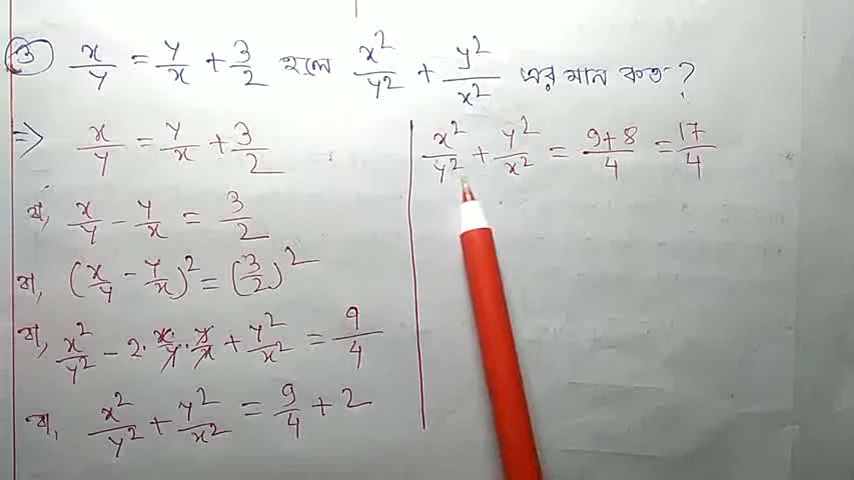 ৩ x/y = y/x + 3/2 হলে x²/y² + y²/x² এর মান কত ?
⇒ x/y = y/x + 3/2
বা, x/y - y/x = 3/2
বা, (x/y - y/x)² = (3/2)²
বা, x²/y² - 2·x/y·y/x + y²/x² = 9/4
বা, x²/y² + y²/x² = 9/4 + 2
x²/y² + y²/x² = 9+8/4 = 17/4